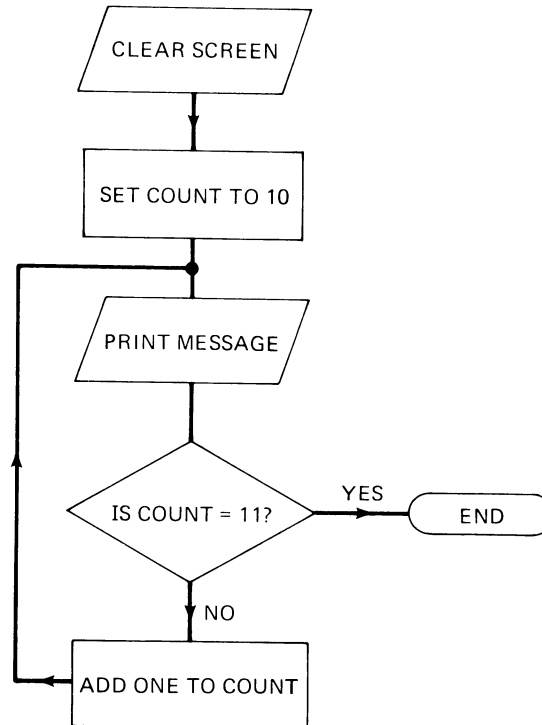 CLEAR SCREEN
SET COUNT TO 10
PRINT MESSAGE
IS COUNT = 11?
YES
END
NO
ADD ONE TO COUNT